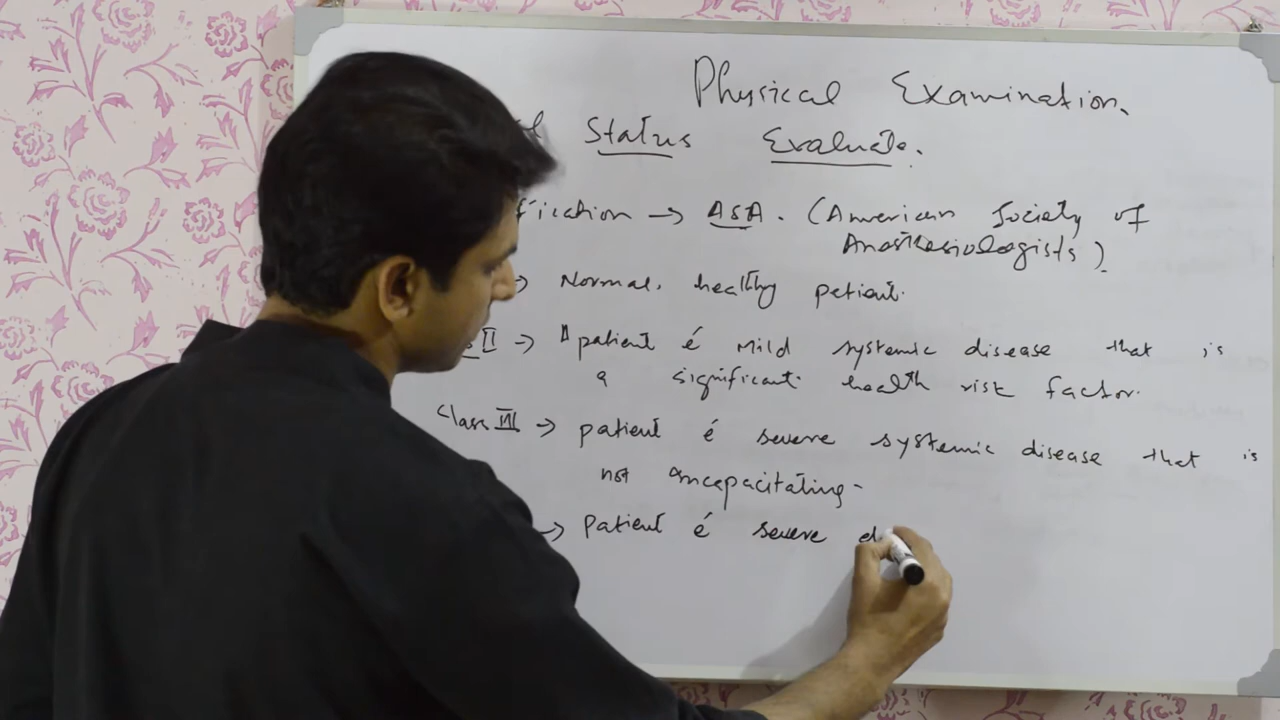 Physical Examination.
Status Evaluate.
fication → ASA. (American Society of
Anesthesiologists).
→ Normal, healthy patient.
II → A patient é Mild systemic disease that is
a significant health risk factor.
Class III → patient é severe systemic disease that is
not incapacitating-
→ Patient é severe d